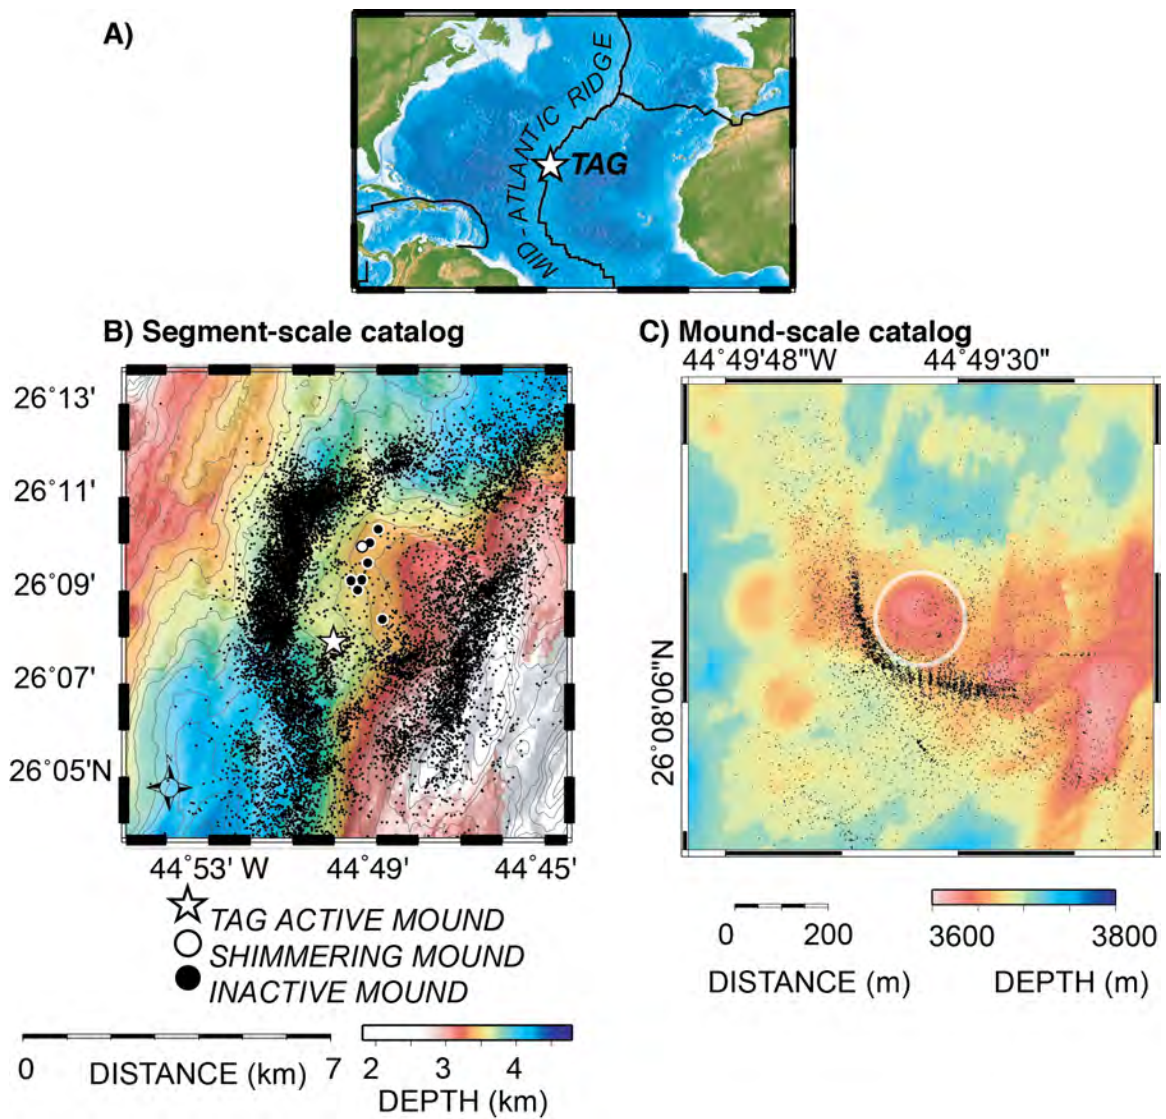 A)
MID-ATLANTIC RIDGE
TAG
B) Segment-scale catalog
26°13'
26°11'
26°09'
26°07'
26°05'N
44°53' W
44°49'
44°45'
TAG ACTIVE MOUND
SHIMMERING MOUND
INACTIVE MOUND
0
7
DISTANCE (km)
2
3
4
DEPTH (km)
C) Mound-scale catalog
44°49'48"W
44°49'30"
26°08'06"N
0
200
DISTANCE (m)
3600
3800
DEPTH (m)